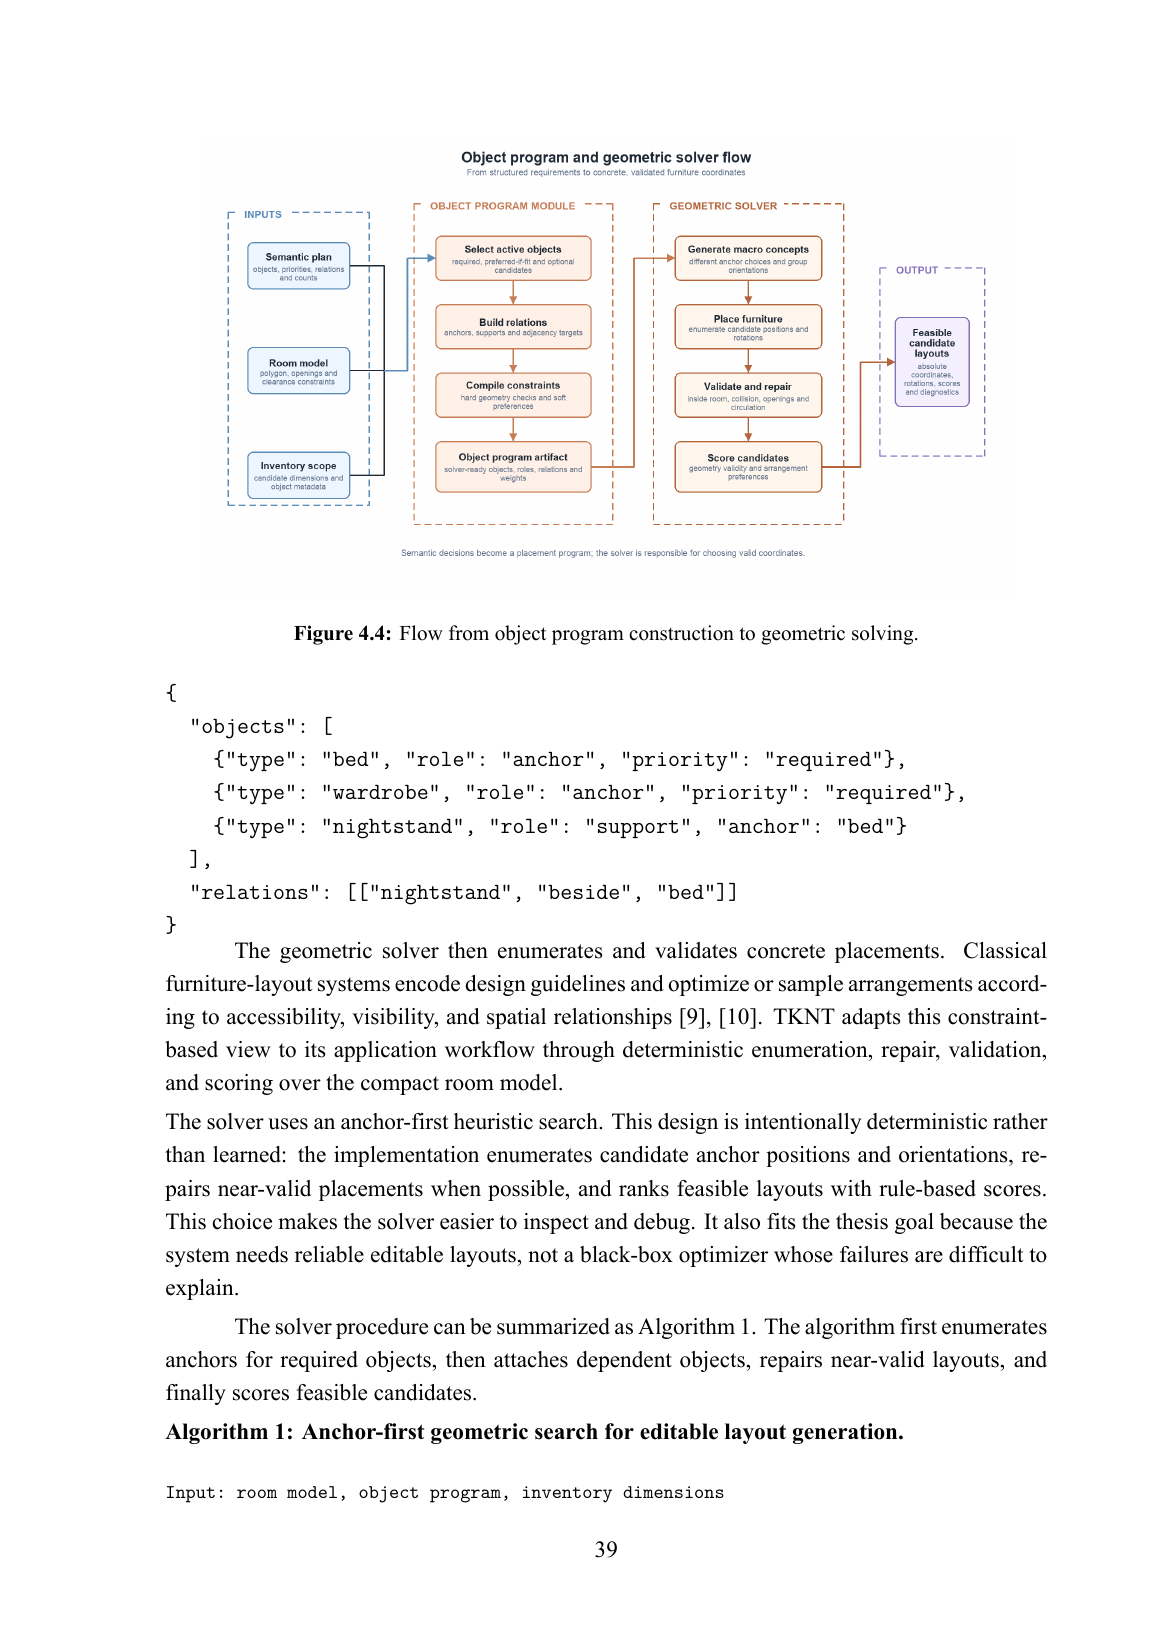 Object program and geometric solver flow
From structured requirements to concrete, validated furniture coordinates
INPUTS
Semantic plan
objects, priorities, relations
and counts
Room model
polygon, openings and
clearance constraints
Inventory scope
candidate dimensions and
object metadata
OBJECT PROGRAM MODULE
Select active objects
required, preferred-if-fit and optional
candidates
Build relations
anchors, supports and adjacency targets
Compile constraints
hard geometry checks and soft
preferences
Object program artifact
solver-ready objects, roles, relations and
weights
GEOMETRIC SOLVER
Generate macro concepts
different anchor choices and group
orientations
Place furniture
enumerate candidate positions and
rotations
Validate and repair
inside room, collision, openings and
circulation
Score candidates
geometry validity and arrangement
preferences
OUTPUT
Feasible
candidate
layouts
absolute
coordinates,
rotations, scores
and diagnostics
Semantic decisions become a placement program; the solver is responsible for choosing valid coordinates.
Figure 4.4: Flow from object program construction to geometric solving.
{
  "objects": [
    {"type": "bed", "role": "anchor", "priority": "required"},
    {"type": "wardrobe", "role": "anchor", "priority": "required"},
    {"type": "nightstand", "role": "support", "anchor": "bed"}
  ],
  "relations": [["nightstand", "beside", "bed"]]
}
The geometric solver then enumerates and validates concrete placements. Classical
furniture-layout systems encode design guidelines and optimize or sample arrangements accord-
ing to accessibility, visibility, and spatial relationships [9], [10]. TKNT adapts this constraint-
based view to its application workflow through deterministic enumeration, repair, validation,
and scoring over the compact room model.
The solver uses an anchor-first heuristic search. This design is intentionally deterministic rather
than learned: the implementation enumerates candidate anchor positions and orientations, re-
pairs near-valid placements when possible, and ranks feasible layouts with rule-based scores.
This choice makes the solver easier to inspect and debug. It also fits the thesis goal because the
system needs reliable editable layouts, not a black-box optimizer whose failures are difficult to
explain.
The solver procedure can be summarized as Algorithm 1. The algorithm first enumerates
anchors for required objects, then attaches dependent objects, repairs near-valid layouts, and
finally scores feasible candidates.
Algorithm 1: Anchor-first geometric search for editable layout generation.
Input: room model, object program, inventory dimensions
39